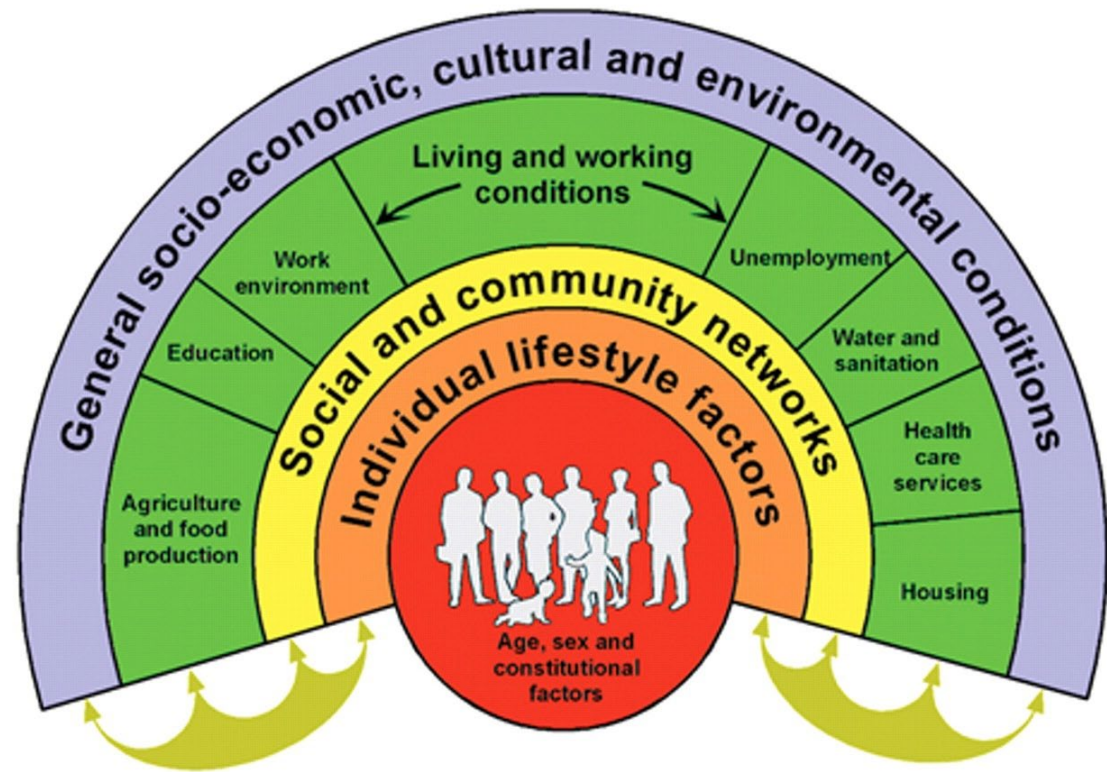 General socio-economic, cultural and environmental conditions
Living and working
conditions
Work
environment
Unemployment
Education
Water and
sanitation
Agriculture
and food
production
Health
care
services
Housing
Social and community networks
Individual lifestyle factors
Age, sex and
constitutional
factors